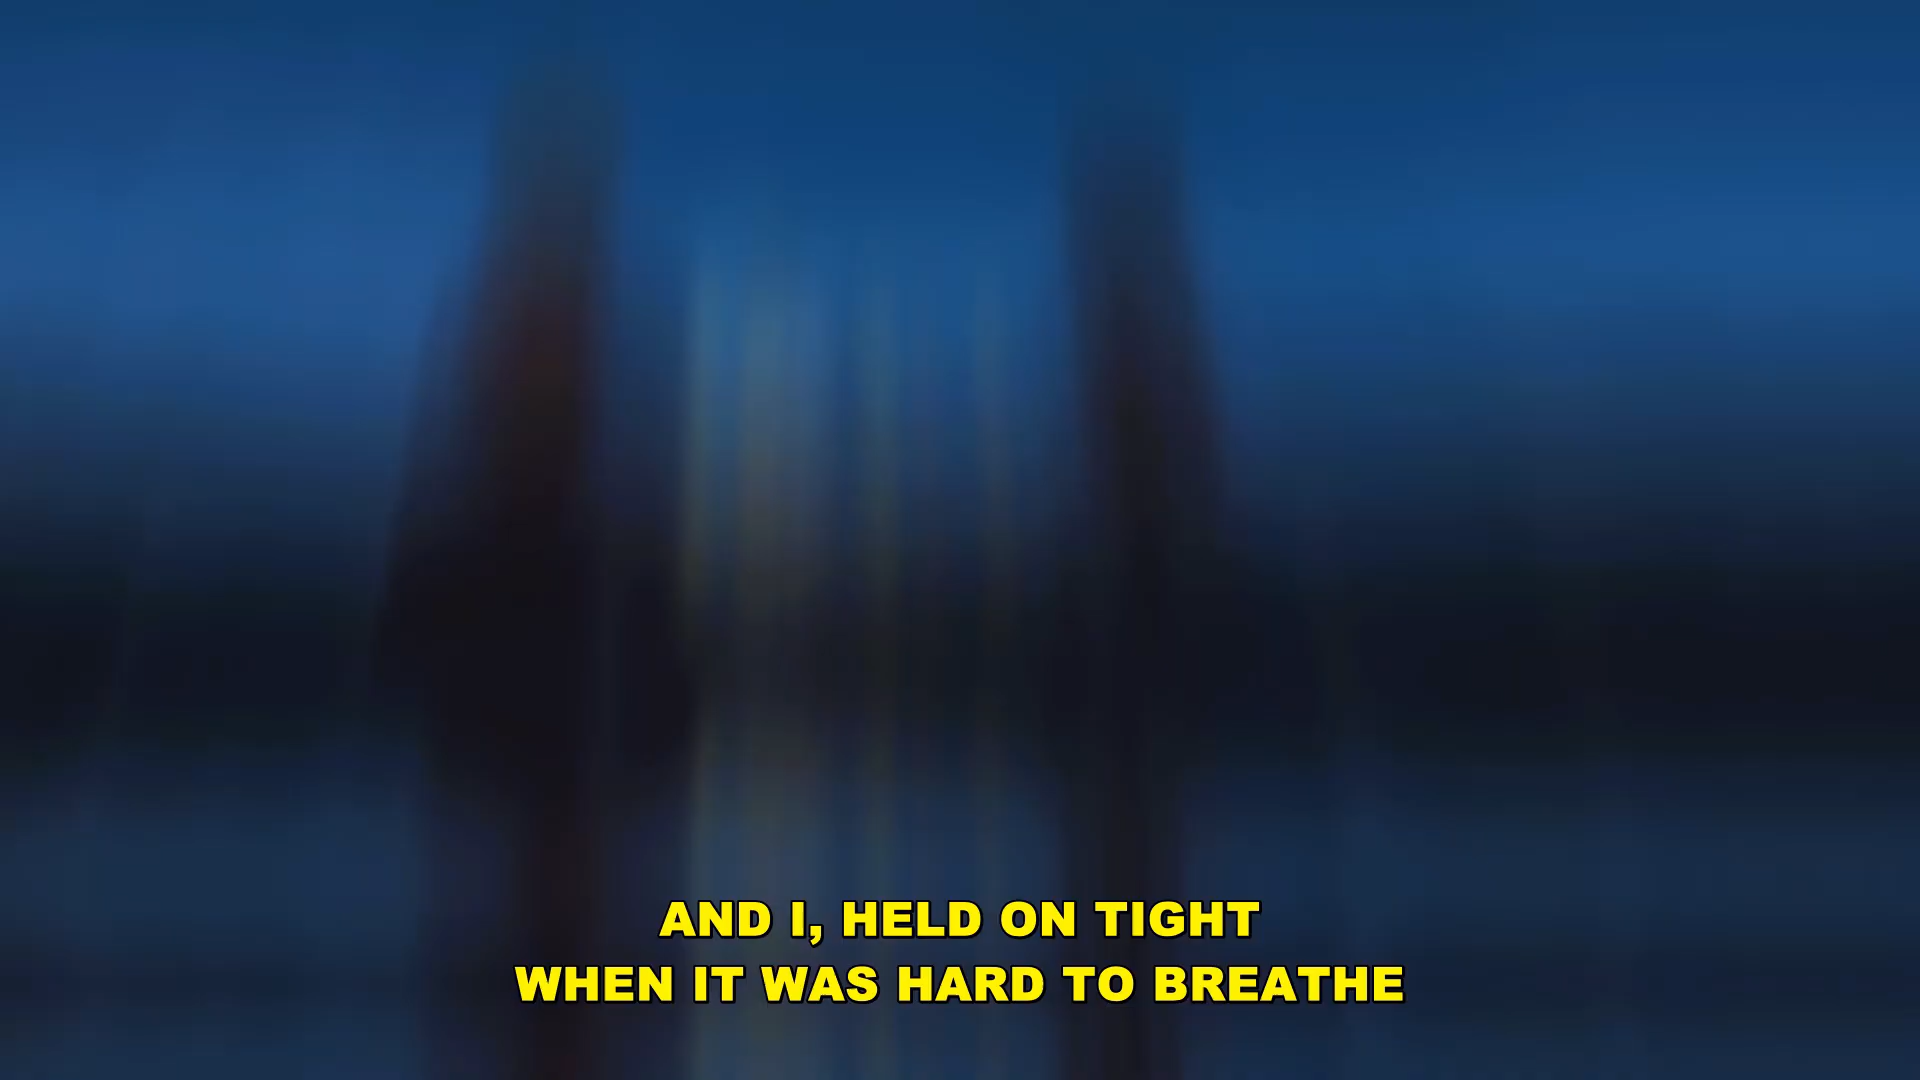 AND I, HELD ON TIGHT
WHEN IT WAS HARD TO BREATHE